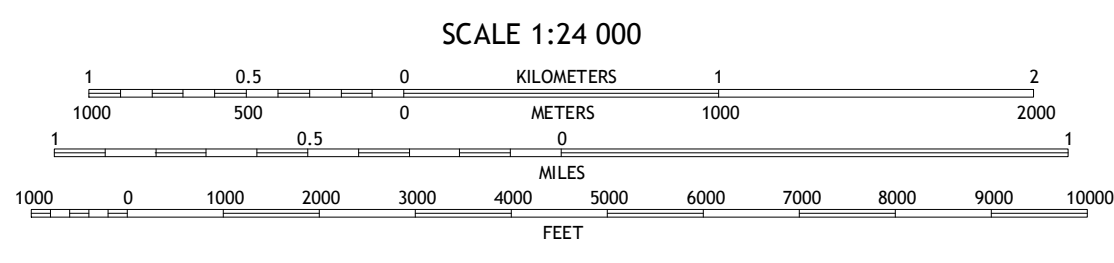 SCALE 1:24 000
1 0.5 0 KILOMETERS 1 2
1000 500 0 METERS 1000 2000
1 0.5 0 1
MILES
1000 0 1000 2000 3000 4000 5000 6000 7000 8000 9000 10000
FEET